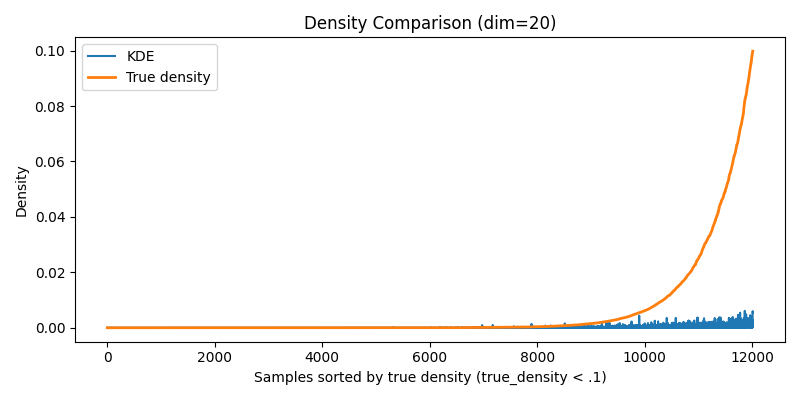 Density Comparison (dim=20)
KDE
True density
Density
0.10
0.08
0.06
0.04
0.02
0.00
0 2000 4000 6000 8000 10000 12000
Samples sorted by true density (true_density < .1)